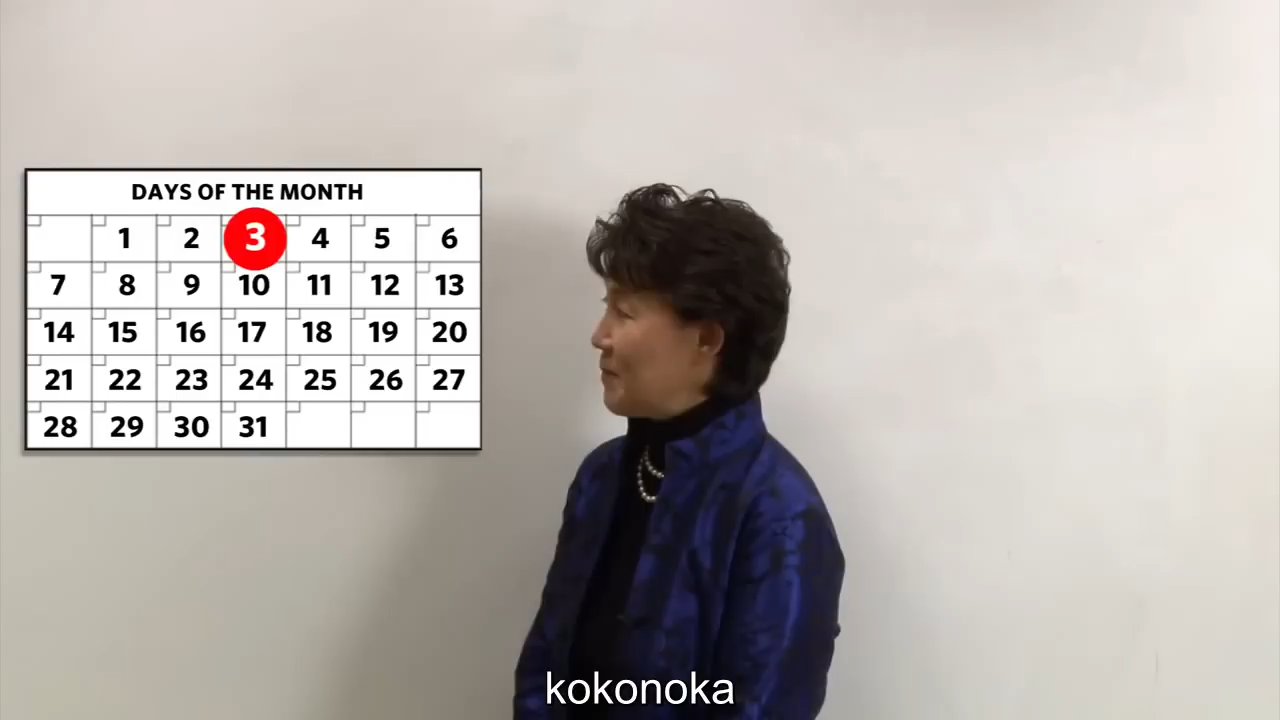 DAYS OF THE MONTH
1 2 3 4 5 6
7 8 9 10 11 12 13
14 15 16 17 18 19 20
21 22 23 24 25 26 27
28 29 30 31
kokonoka